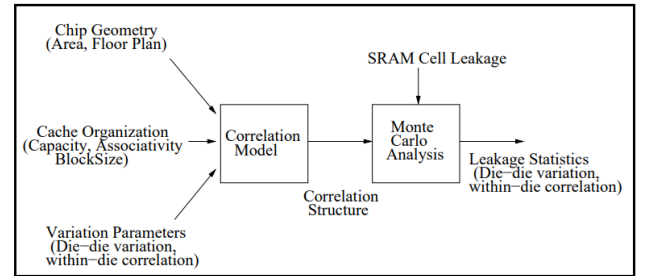 Chip Geometry
(Area, Floor Plan)
SRAM Cell Leakage
Cache Organization
(Capacity, Associativity
BlockSize)
Correlation
Model
Monte
Carlo
Analysis
Correlation
Structure
Leakage Statistics
(Die−die variation,
within−die correlation)
Variation Parameters
(Die−die variation,
within−die correlation)